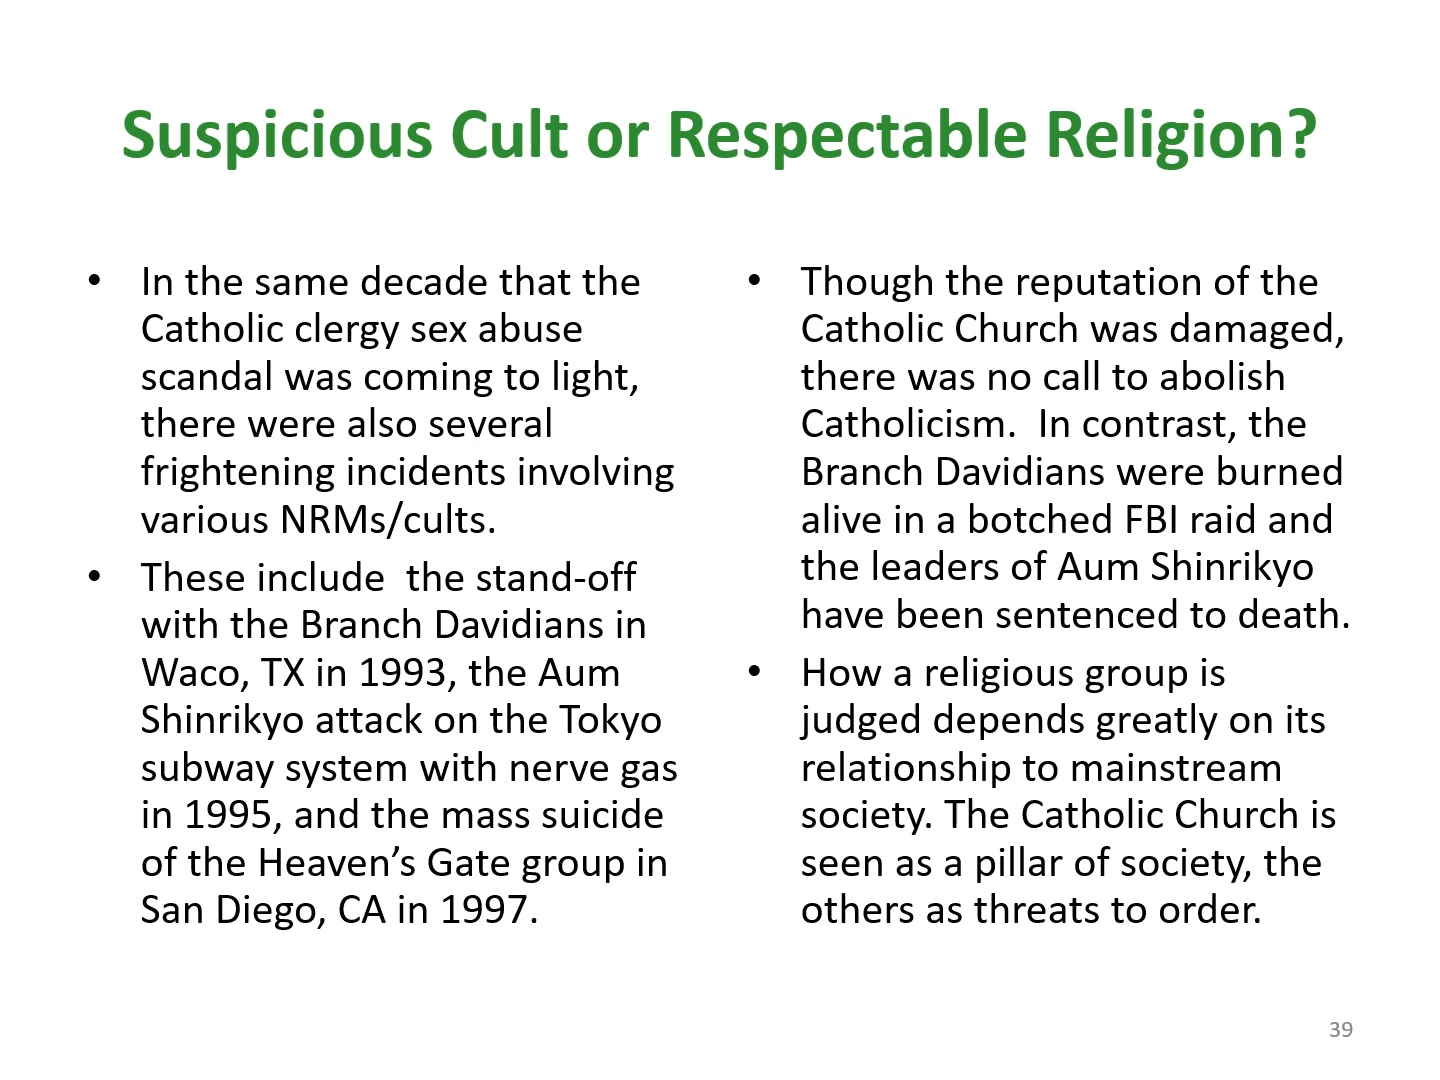 Suspicious Cult or Respectable Religion?
• In the same decade that the
Catholic clergy sex abuse
scandal was coming to light,
there were also several
frightening incidents involving
various NRMs/cults.
• These include  the stand-off
with the Branch Davidians in
Waco, TX in 1993, the Aum
Shinrikyo attack on the Tokyo
subway system with nerve gas
in 1995, and the mass suicide
of the Heaven’s Gate group in
San Diego, CA in 1997.
• Though the reputation of the
Catholic Church was damaged,
there was no call to abolish
Catholicism.  In contrast, the
Branch Davidians were burned
alive in a botched FBI raid and
the leaders of Aum Shinrikyo
have been sentenced to death.
• How a religious group is
judged depends greatly on its
relationship to mainstream
society. The Catholic Church is
seen as a pillar of society, the
others as threats to order.
39